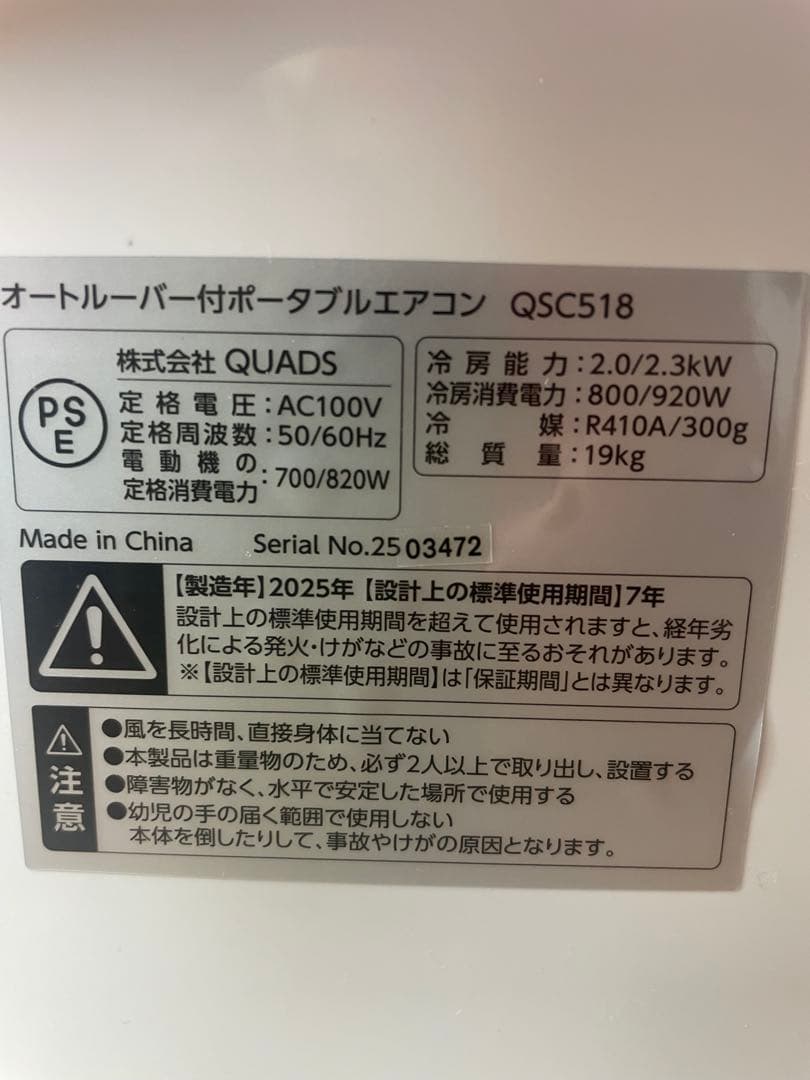 オートルーバー付ポータブルエアコン QSC518
PSE
株式会社 QUADS
定格電圧:AC100V
定格周波数:50/60Hz
電動機の
定格消費電力:700/820W
冷房能力:2.0/2.3kW
冷房消費電力:800/920W
冷媒:R410A/300g
総質量:19kg
Made in China Serial No.2503472
【製造年】2025年【設計上の標準使用期間】7年
設計上の標準使用期間を超えて使用されますと、経年劣
化による発火・けがなどの事故に至るおそれがあります。
※【設計上の標準使用期間】は「保証期間」とは異なります。
注意
●風を長時間、直接身体に当てない
●本製品は重量物のため、必ず2人以上で取り出し、設置する
●障害物がなく、水平で安定した場所で使用する
●幼児の手の届く範囲で使用しない
本体を倒したりして、事故やけがの原因となります。